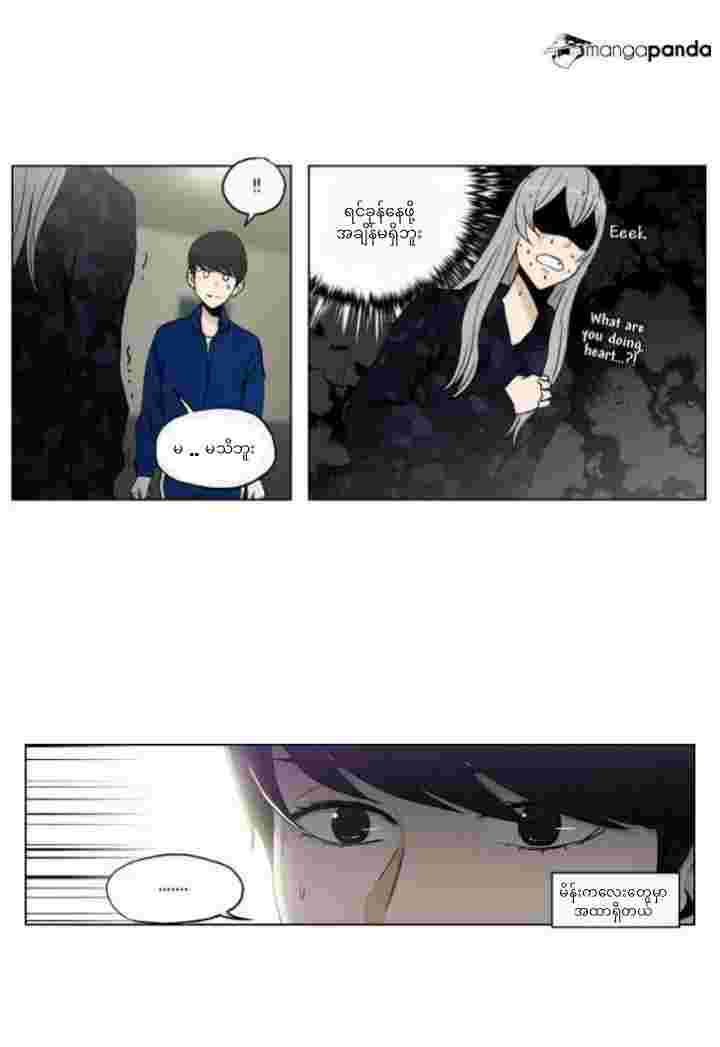 mangapanda
!!
မ .. မသိဘူး
ရင်ခုန်နေဖို့
အချိန်မရှိဘူး
Eeek.
What are
you doing,
heart...?!
.......
မိန်းကလေးတွေမှာ
အထာရှိတယ်